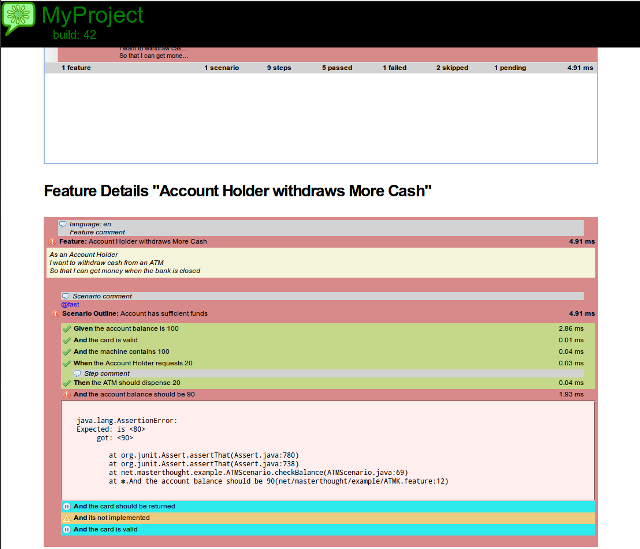 MyProject
build: 42
I want to withdraw cas...
So that I can get mone...
1 feature 1 scenario 9 steps 5 passed 1 failed 2 skipped 1 pending 4.91 ms
Feature Details "Account Holder withdraws More Cash"
language: en
Feature comment
Feature: Account Holder withdraws More Cash 4.91 ms
As an Account Holder
I want to withdraw cash from an ATM
So that I can get money when the bank is closed
Scenario comment
@fast
Scenario Outline: Account has sufficient funds 4.91 ms
Given the account balance is 100 2.86 ms
And the card is valid 0.01 ms
And the machine contains 100 0.04 ms
When the Account Holder requests 20 0.03 ms
Step comment
Then the ATM should dispense 20 0.04 ms
And the account balance should be 90 1.93 ms
java.lang.AssertionError:
Expected: is <80>
got: <90>
at org.junit.Assert.assertThat(Assert.java:780)
at org.junit.Assert.assertThat(Assert.java:738)
at net.masterthought.example.ATMScenario.checkBalance(ATMScenario.java:69)
at ✽.And the account balance should be 90(net/masterthought/example/ATMK.feature:12)
And the card should be returned
And its not implemented
And the card is valid